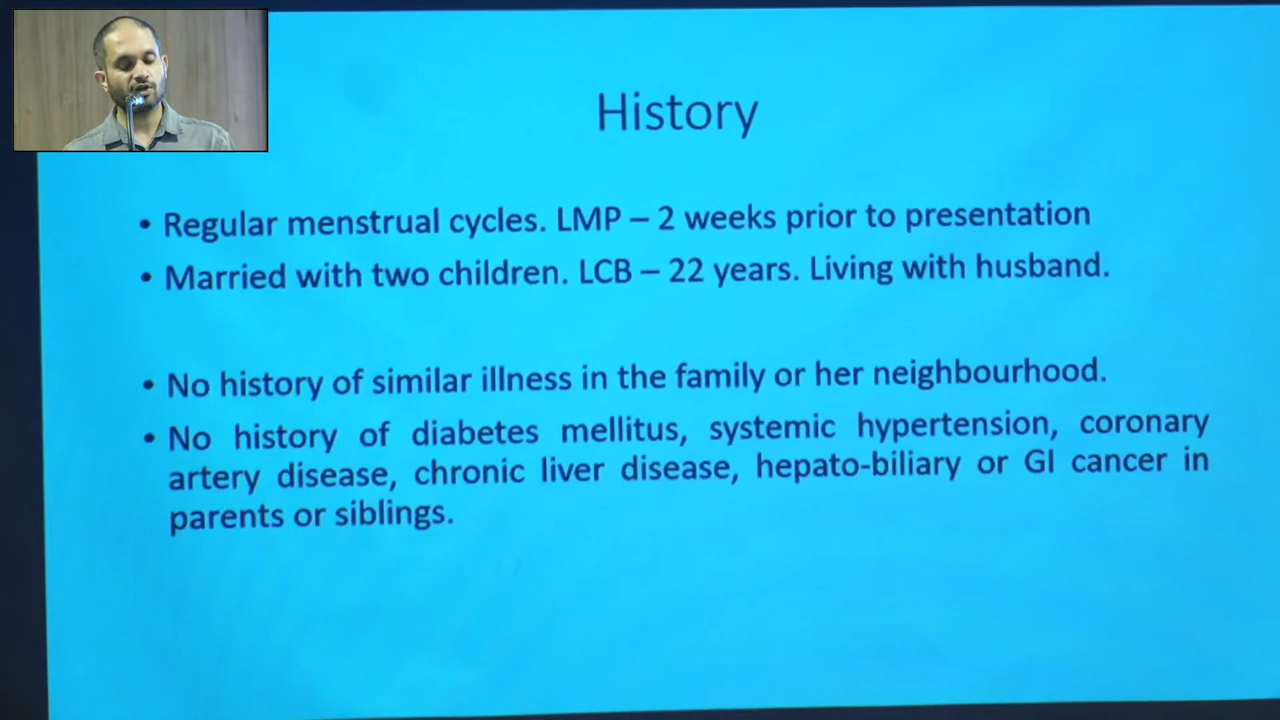 History
• Regular menstrual cycles. LMP – 2 weeks prior to presentation
• Married with two children. LCB – 22 years. Living with husband.
• No history of similar illness in the family or her neighbourhood.
• No history of diabetes mellitus, systemic hypertension, coronary
artery disease, chronic liver disease, hepato-biliary or GI cancer in
parents or siblings.